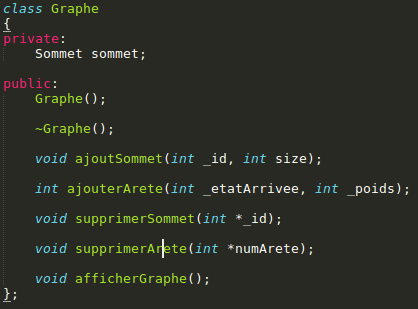 class Graphe
{
private:
    Sommet sommet;
public:
    Graphe();
    ~Graphe();
    void ajoutSommet(int _id, int size);
    int ajouterArete(int _etatArrivee, int _poids);
    void supprimerSommet(int *_id);
    void supprimerArete(int *numArete);
    void afficherGraphe();
};